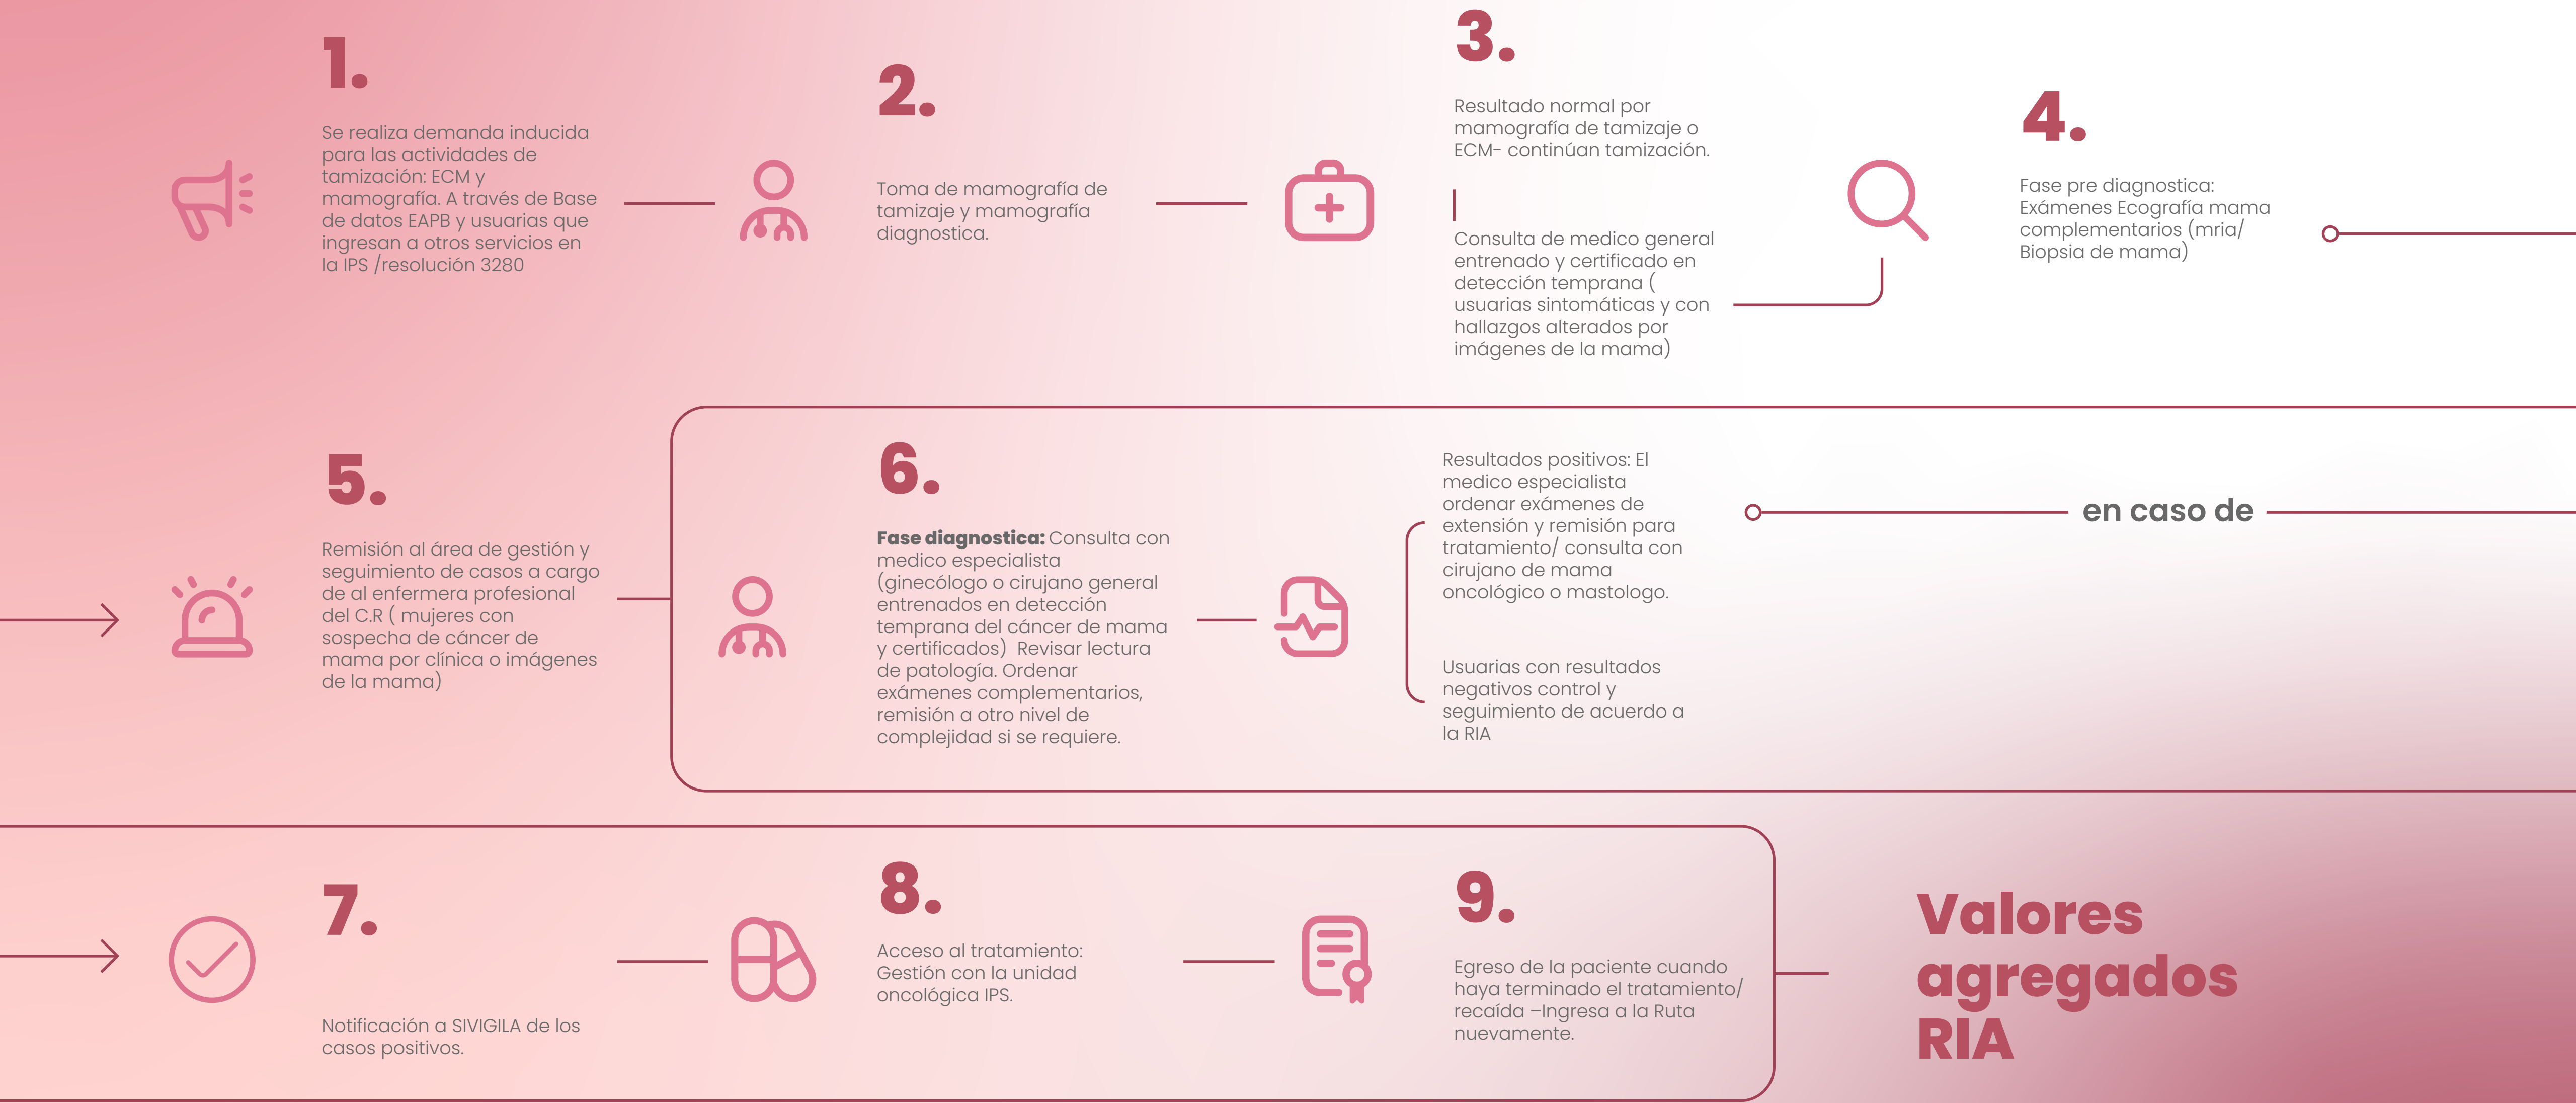 1.
Se realiza demanda inducida
para las actividades de
tamización: ECM y
mamografía. A través de Base
de datos EAPB y usuarias que
ingresan a otros servicios en
la IPS /resolución 3280
2.
Toma de mamografía de
tamizaje y mamografía
diagnostica.
3.
Resultado normal por
mamografía de tamizaje o
ECM- continúan tamización.
Consulta de medico general
entrenado y certificado en
detección temprana (
usuarias sintomáticas y con
hallazgos alterados por
imágenes de la mama)
4.
Fase pre diagnostica:
Exámenes Ecografía mama
complementarios (mria/
Biopsia de mama)
5.
Remisión al área de gestión y
seguimiento de casos a cargo
de al enfermera profesional
del C.R ( mujeres con
sospecha de cáncer de
mama por clínica o imágenes
de la mama)
6.
Fase diagnostica: Consulta con
medico especialista
(ginecólogo o cirujano general
entrenados en detección
temprana del cáncer de mama
y certificados)  Revisar lectura
de patología. Ordenar
exámenes complementarios,
remisión a otro nivel de
complejidad si se requiere.
Resultados positivos: El
medico especialista
ordenar exámenes de
extensión y remisión para
tratamiento/ consulta con
cirujano de mama
oncológico o mastologo.
Usuarias con resultados
negativos control y
seguimiento de acuerdo a
la RIA
en caso de
7.
Notificación a SIVIGILA de los
casos positivos.
8.
Acceso al tratamiento:
Gestión con la unidad
oncológica IPS.
9.
Egreso de la paciente cuando
haya terminado el tratamiento/
recaída –Ingresa a la Ruta
nuevamente.
Valores
agregados
RIA